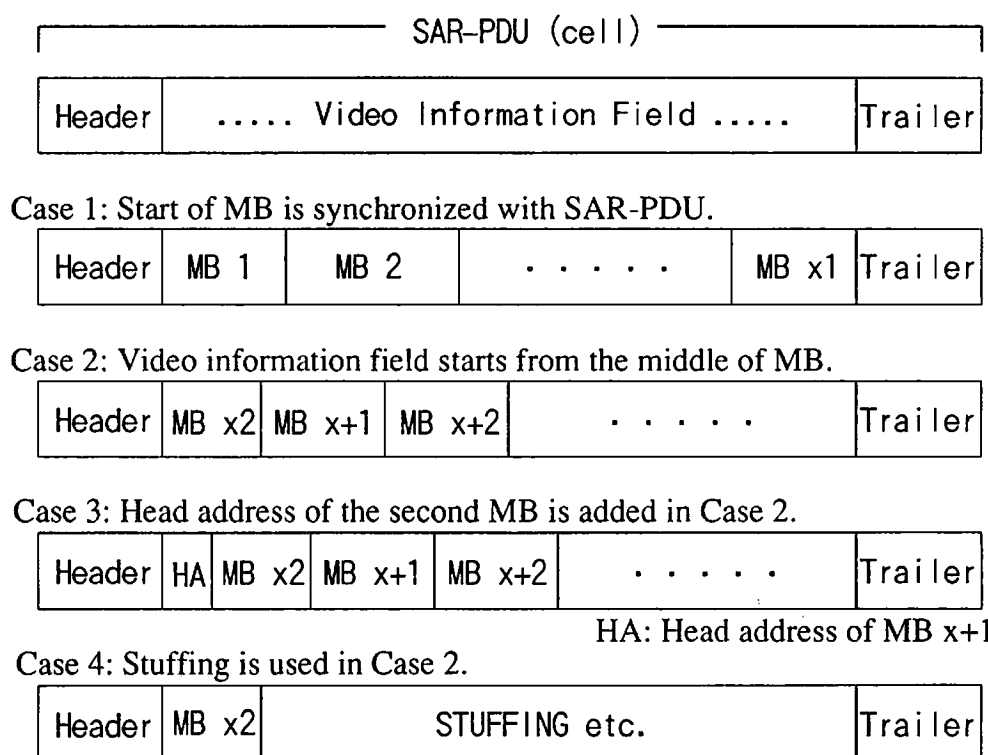 SAR-PDU (cell)
Header ..... Video Information Field ..... Trailer
Case 1: Start of MB is synchronized with SAR-PDU.
Header MB 1 MB 2 . . . . . MB x1 Trailer
Case 2: Video information field starts from the middle of MB.
Header MB x2 MB x+1 MB x+2 . . . . . Trailer
Case 3: Head address of the second MB is added in Case 2.
Header HA MB x2 MB x+1 MB x+2 . . . . . Trailer
HA: Head address of MB x+1
Case 4: Stuffing is used in Case 2.
Header MB x2 STUFFING etc. Trailer